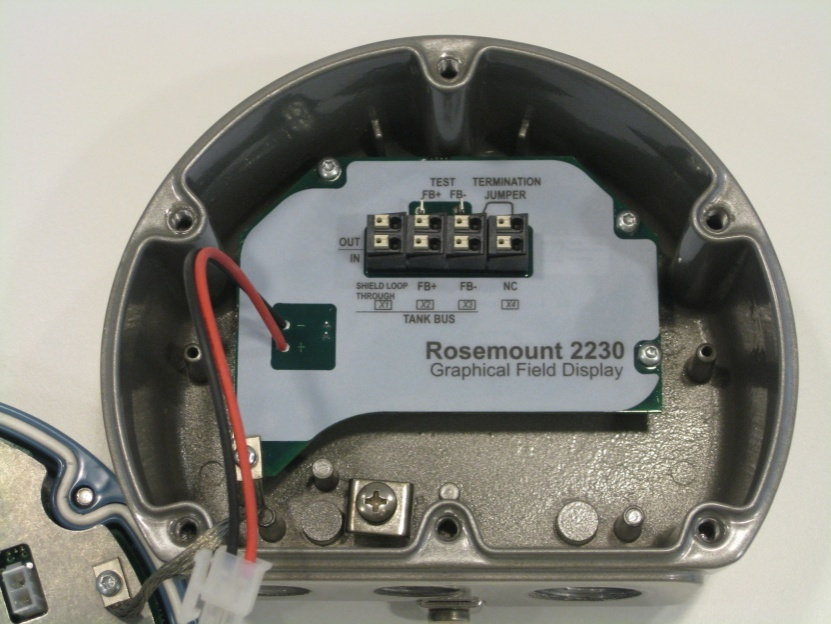 TEST TERMINATION
FB+ FB- JUMPER
OUT
IN
SHIELD LOOP FB+ FB- NC
THROUGH
X1 X2 X3 X4
TANK BUS
-
+
Rosemount 2230
Graphical Field Display